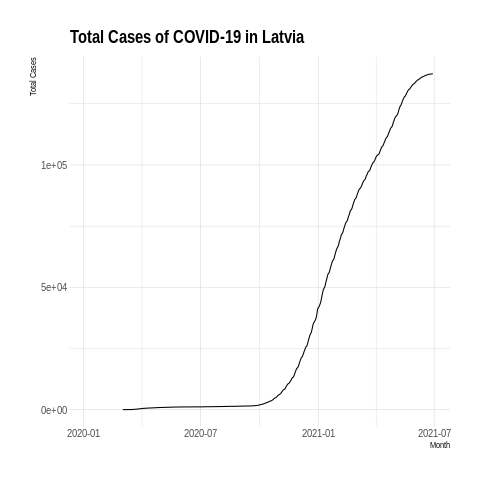 Total Cases of COVID-19 in Latvia
Total Cases
1e+05
5e+04
0e+00
2020-01 2020-07 2021-01 2021-07
Month